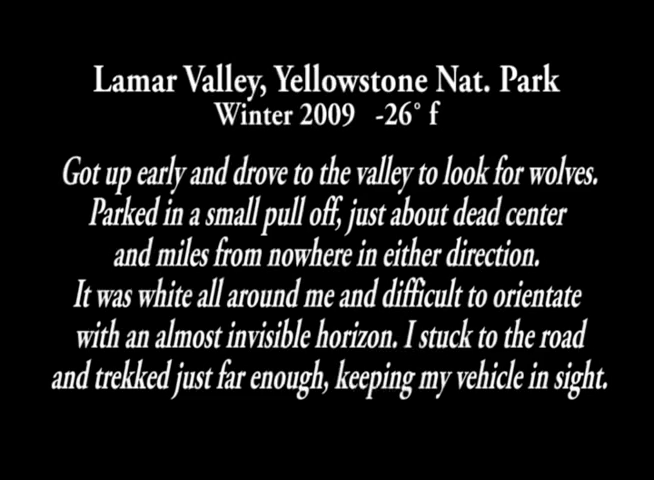 Lamar Valley, Yellowstone Nat. Park
Winter 2009 -26° f
Got up early and drove to the valley to look for wolves.
Parked in a small pull off, just about dead center
and miles from nowhere in either direction.
It was white all around me and difficult to orientate
with an almost invisible horizon. I stuck to the road
and trekked just far enough, keeping my vehicle in sight.